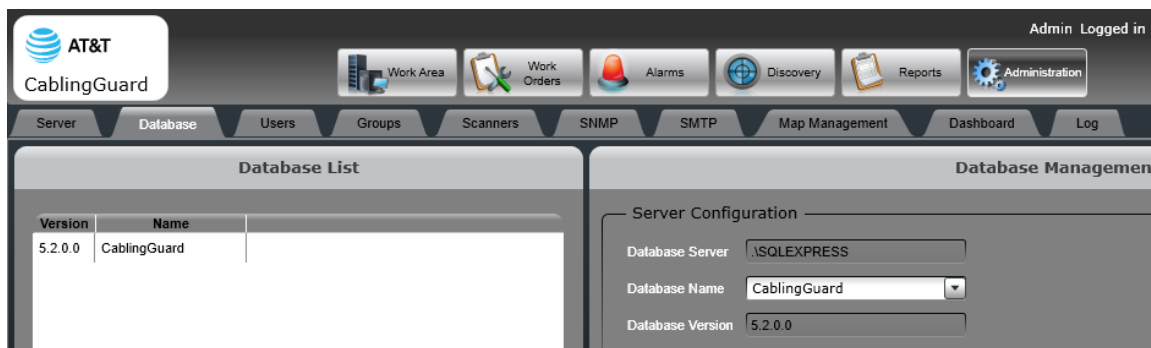 Admin Logged in
AT&T
CablingGuard
Work Area
Work Orders
Alarms
Discovery
Reports
Administration
Server Database Users Groups Scanners SNMP SMTP Map Management Dashboard Log
Database List
Version Name
5.2.0.0 CablingGuard
Database Managemen
Server Configuration
Database Server .\SQLEXPRESS
Database Name CablingGuard
Database Version 5.2.0.0